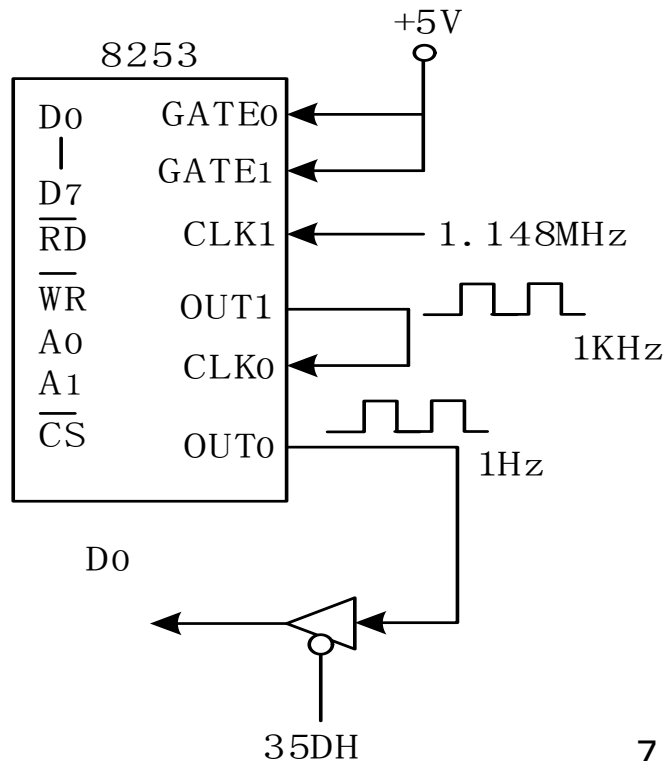 +5V
8253
D0
D7
RD
WR
A0
A1
CS
GATE0
GATE1
CLK1
OUT1
CLK0
OUT0
1.148MHz
1KHz
1Hz
D0
35DH
7